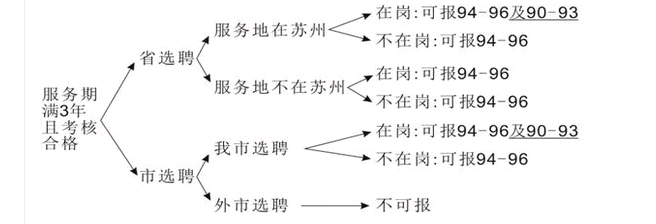 在岗:可报94-96及90-93
服务地在苏州
不在岗:可报94-96
省选聘
在岗:可报94-96
服务地不在苏州
不在岗:可报94-96
服务期
满3年
且考核
合格
在岗:可报94-96及90-93
我市选聘
不在岗:可报94-96
市选聘
外市选聘
不可报